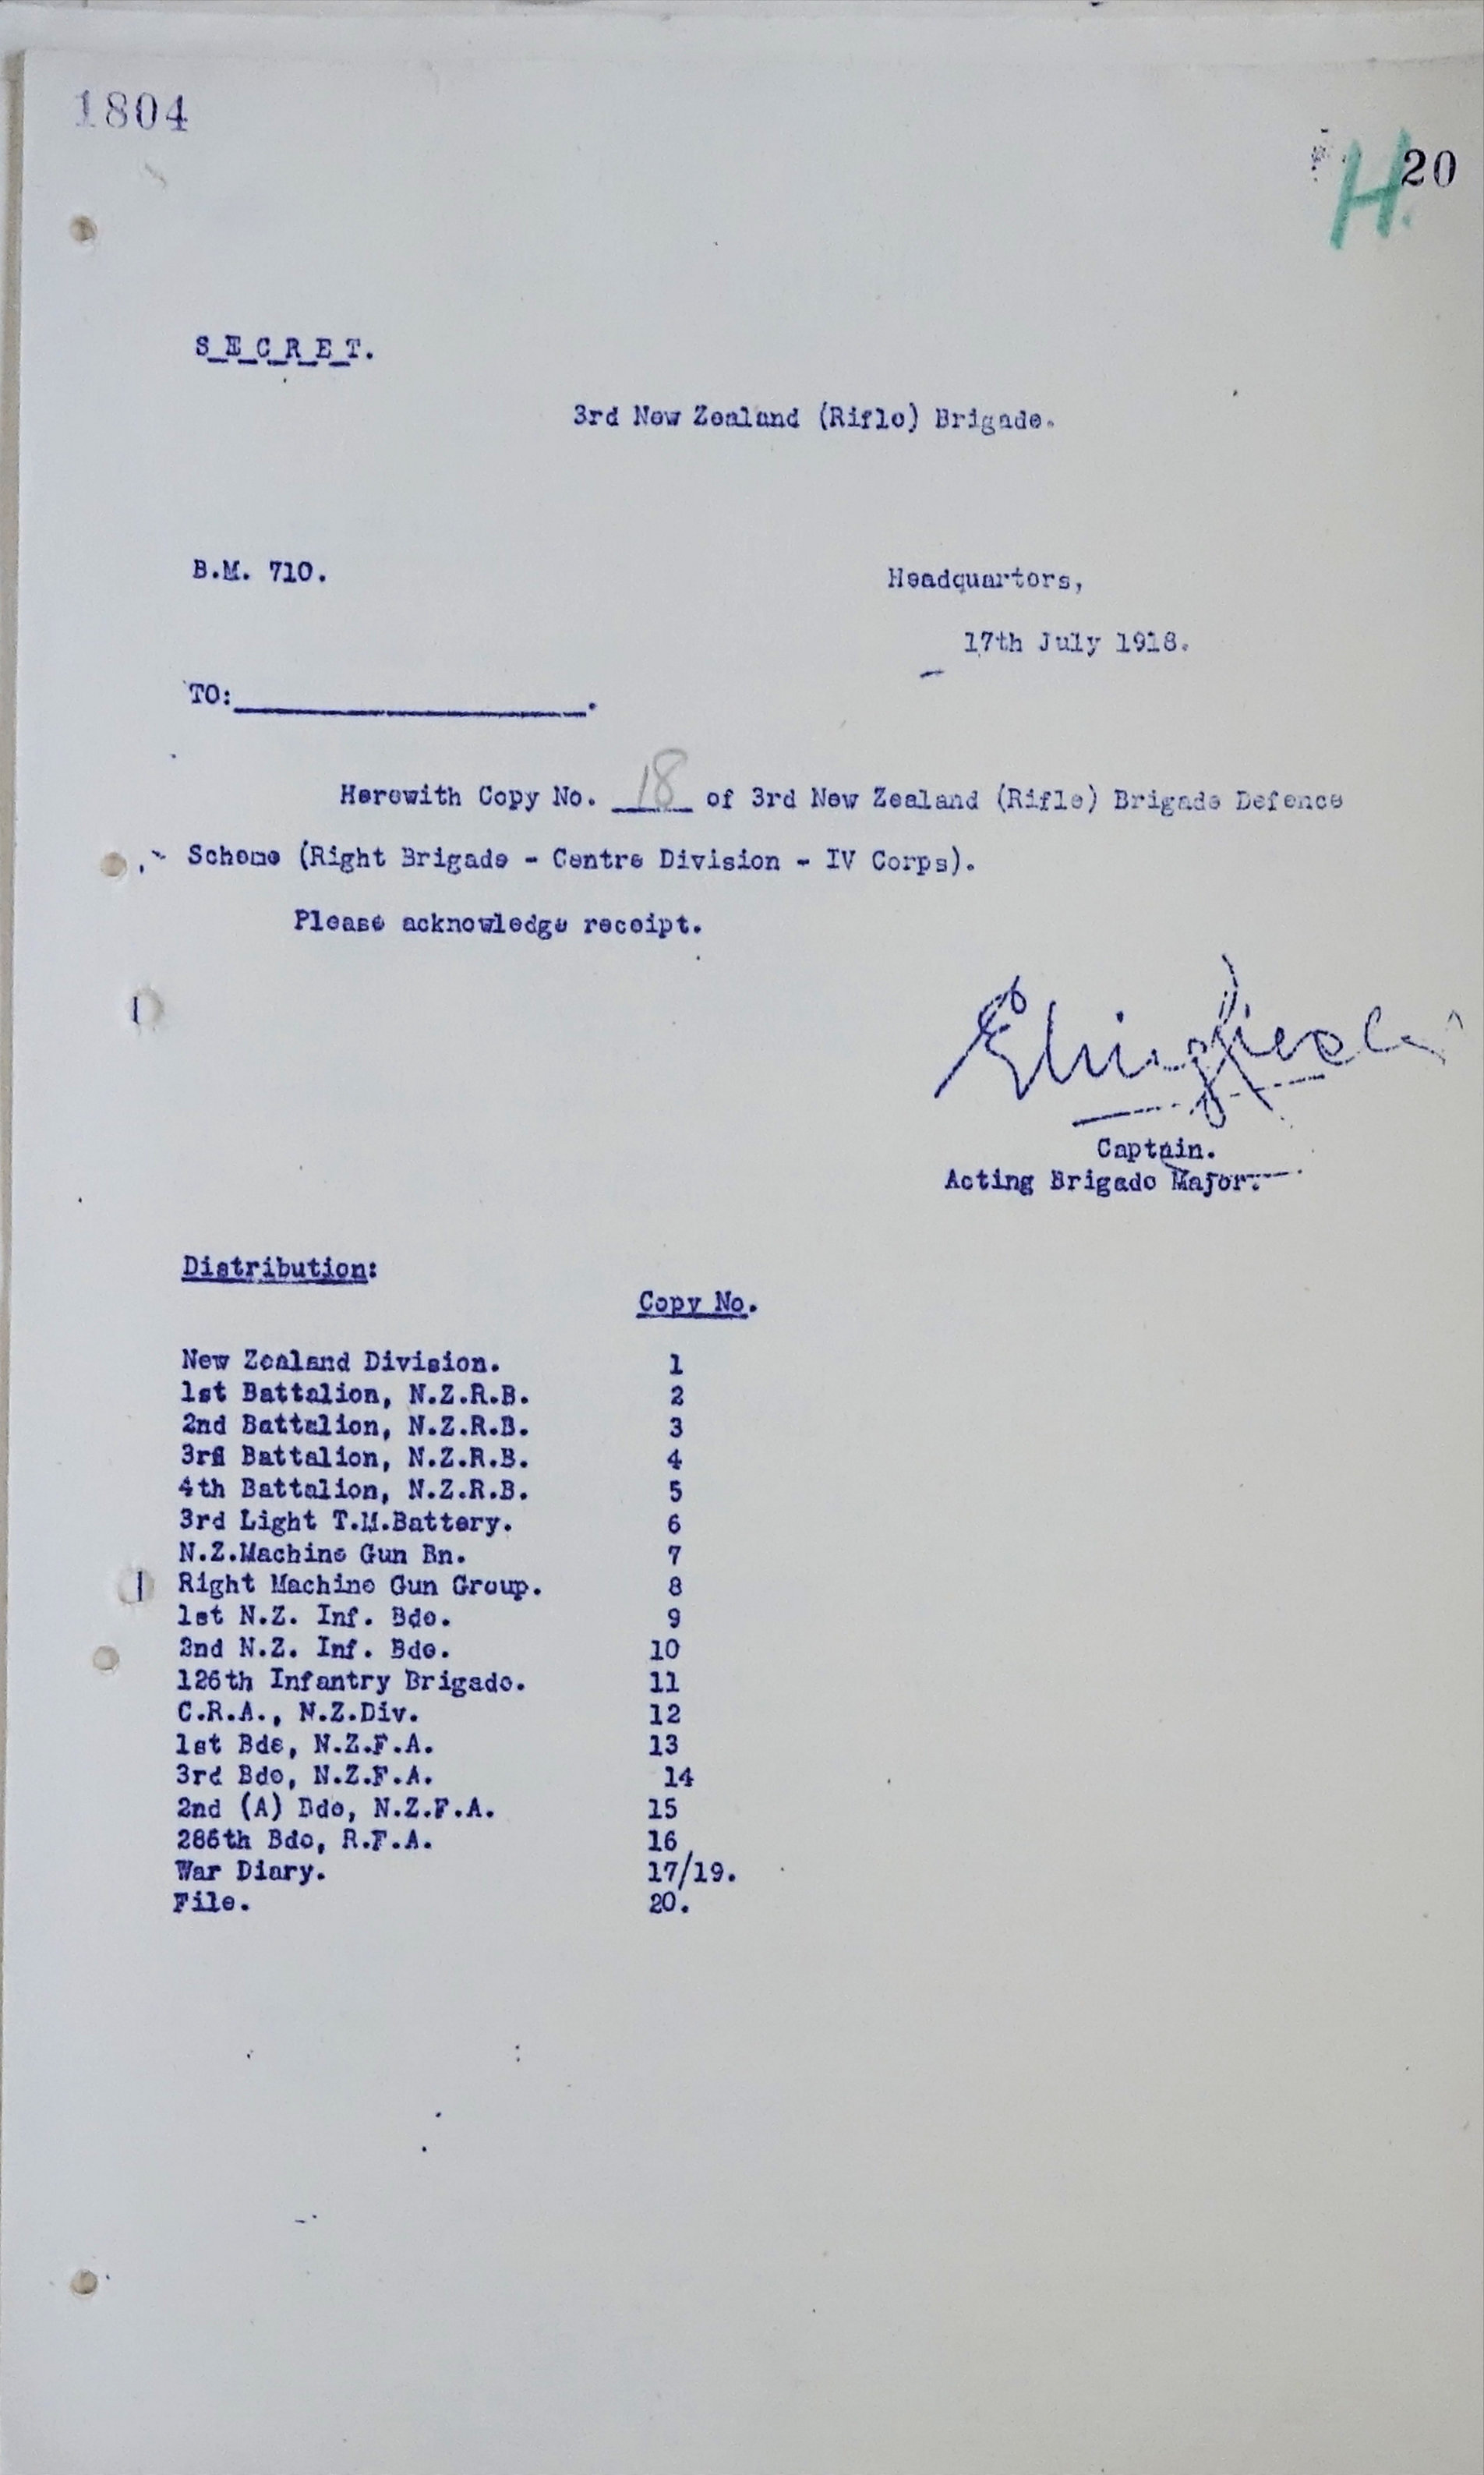 1804
H. 20
S_E_C_R_E_T.
3rd New Zealand (Rifle) Brigade.
B.M. 710.
Headquarters,
17th July 1918.
TO:____________________.
Herewith Copy No. 18 of 3rd New Zealand (Rifle) Brigade Defence
Scheme (Right Brigade - Centre Division - IV Corps).
Please acknowledge receipt.
Captain.
Acting Brigade Major.
Distribution:
Copy No.
New Zealand Division. 1
1st Battalion, N.Z.R.B. 2
2nd Battalion, N.Z.R.B. 3
3rd Battalion, N.Z.R.B. 4
4th Battalion, N.Z.R.B. 5
3rd Light T.M.Battery. 6
N.Z.Machine Gun Bn. 7
Right Machine Gun Group. 8
1st N.Z. Inf. Bde. 9
2nd N.Z. Inf. Bde. 10
126th Infantry Brigade. 11
C.R.A., N.Z.Div. 12
1st Bde, N.Z.F.A. 13
3rd Bde, N.Z.F.A. 14
2nd (A) Bde, N.Z.F.A. 15
286th Bde, R.F.A. 16
War Diary. 17/19.
File. 20.